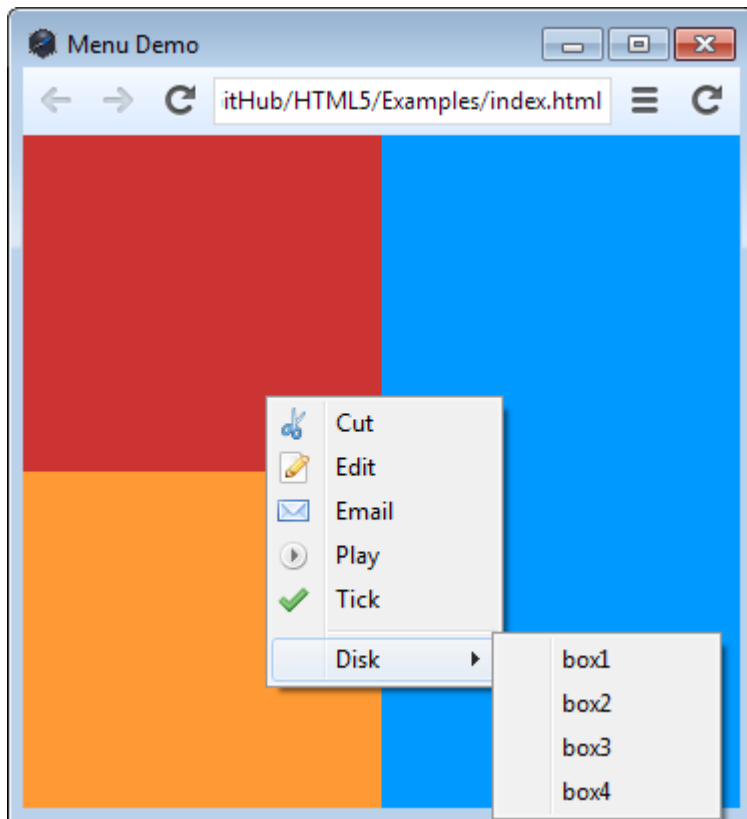 Menu Demo
itHub/HTML5/Examples/index.html
Cut
Edit
Email
Play
Tick
Disk
box1
box2
box3
box4